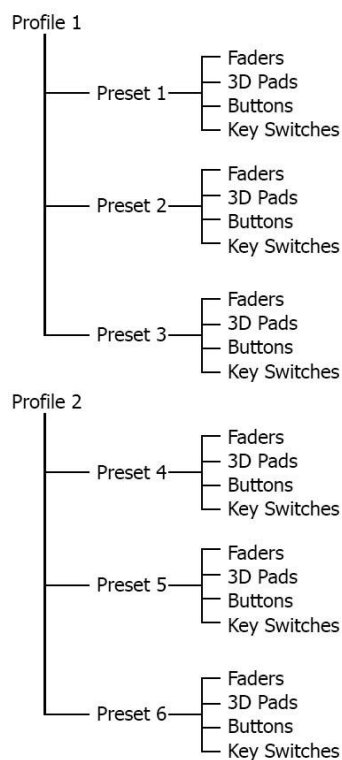 Profile 1
Preset 1
Faders
3D Pads
Buttons
Key Switches
Preset 2
Faders
3D Pads
Buttons
Key Switches
Preset 3
Faders
3D Pads
Buttons
Key Switches
Profile 2
Preset 4
Faders
3D Pads
Buttons
Key Switches
Preset 5
Faders
3D Pads
Buttons
Key Switches
Preset 6
Faders
3D Pads
Buttons
Key Switches